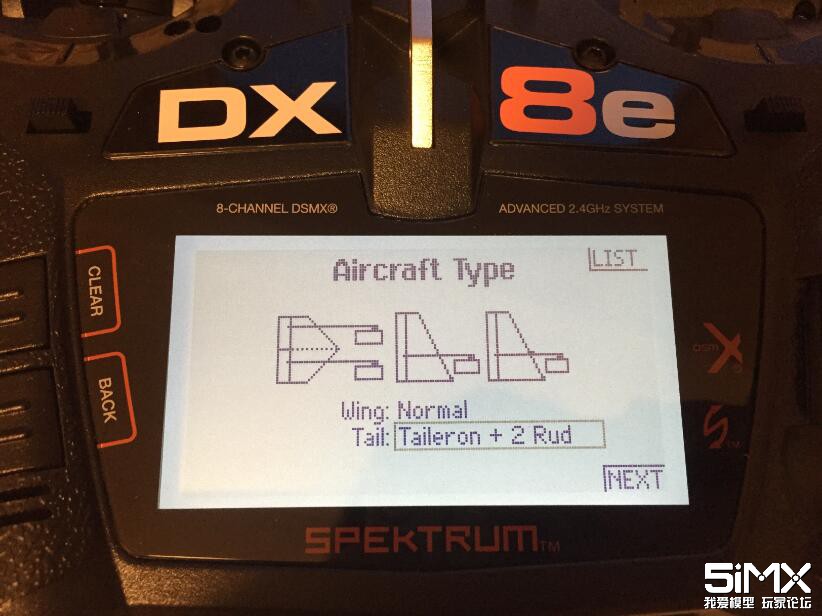 DX 8e
8-CHANNEL DSMX®
ADVANCED 2.4GHz SYSTEM
LIST
Aircraft Type
CLEAR
BACK
DSM X
Wing: Normal
Tail: Taileron + 2 Rud
NEXT
SPEKTRUM™
5iMX
我爱模型 玩家论坛